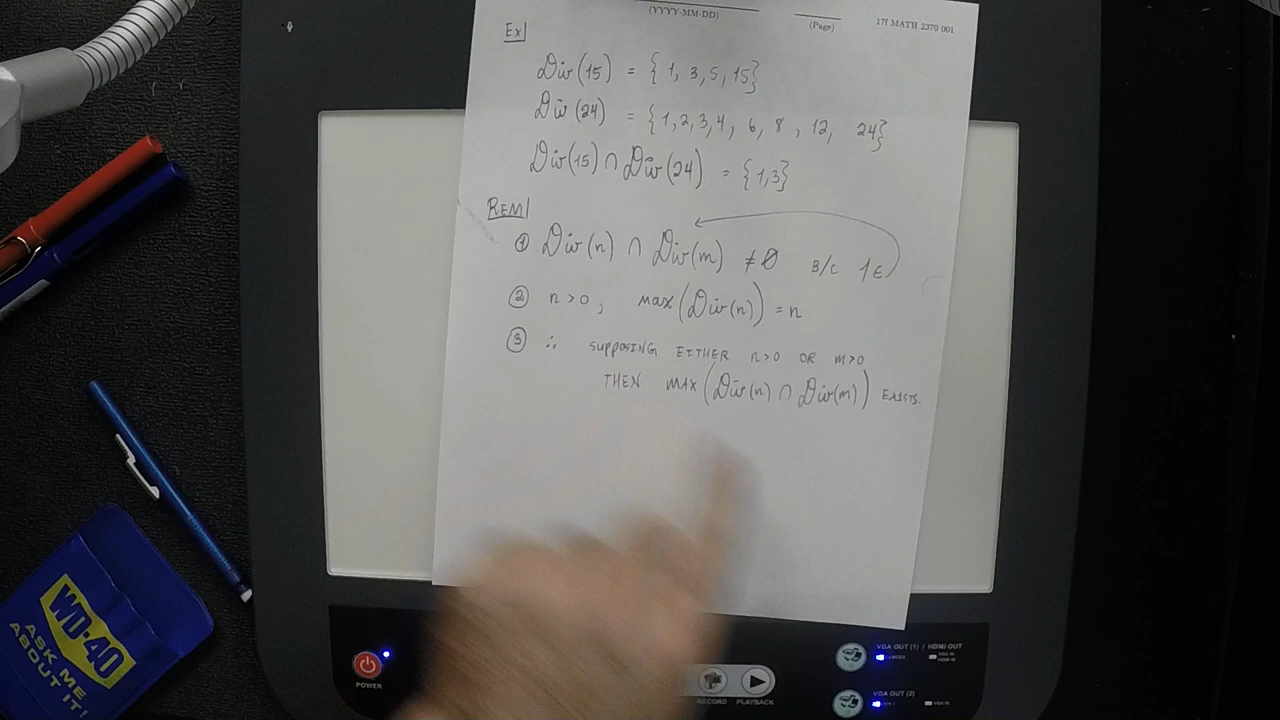 (YYYY-MM-DD)
(Page)
17F MATH 2370 001
Ex
Div(15) = {1, 3, 5, 15}
Div(24) = {1, 2, 3, 4, 6, 8, 12, 24}
Div(15) ∩ Div(24) = {1, 3}
REM
① Div(n) ∩ Div(m) ≠ ∅ B/C 1 ∈
② n > 0, max(Div(n)) = n
③ ∴ SUPPOSING EITHER n>0 OR m>0
THEN MAX(Div(n) ∩ Div(m)) EXISTS.
WD-40
ASK ME
ABOUT IT!
POWER
RECORD
PLAYBACK
VGA OUT (1) / HDMI OUT
VGA OUT (2)